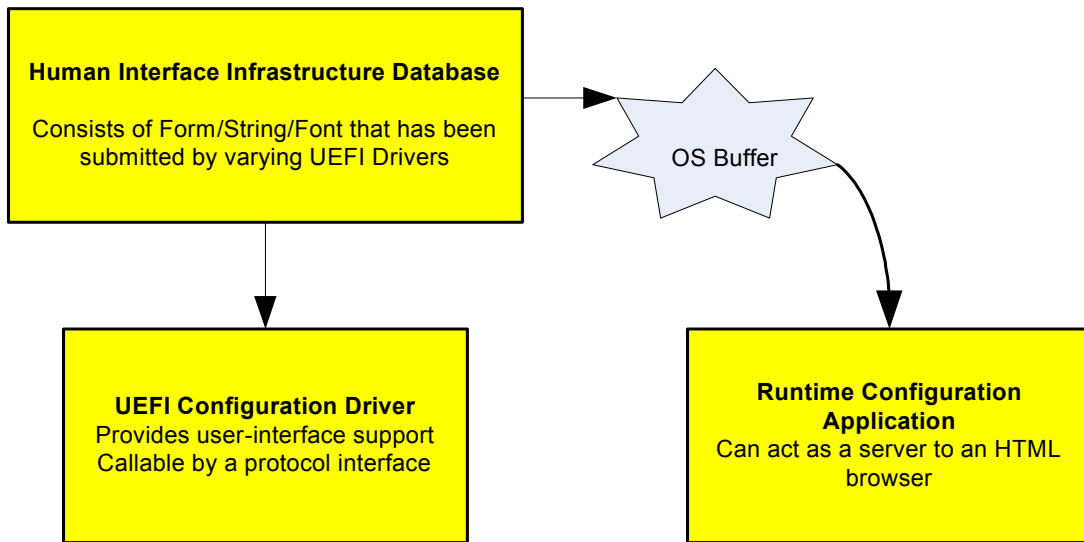 Human Interface Infrastructure Database
Consists of Form/String/Font that has been
submitted by varying UEFI Drivers
OS Buffer
UEFI Configuration Driver
Provides user-interface support
Callable by a protocol interface
Runtime Configuration
Application
Can act as a server to an HTML
browser